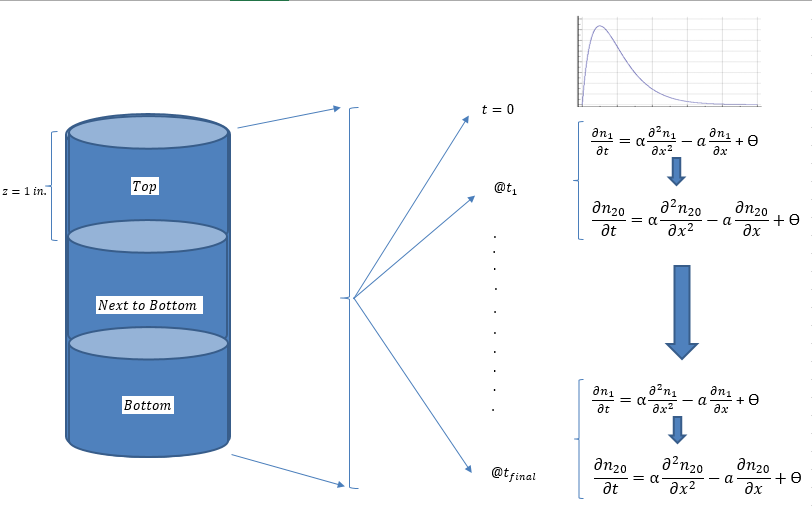 t = 0
∂n₁/∂t = α ∂²n₁/∂x² − a ∂n₁/∂x + Θ
Top
z = 1 in.
@t₁
∂n₂₀/∂t = α ∂²n₂₀/∂x² − a ∂n₂₀/∂x + Θ
Next to Bottom
Bottom
∂n₁/∂t = α ∂²n₁/∂x² − a ∂n₁/∂x + Θ
@t_final
∂n₂₀/∂t = α ∂²n₂₀/∂x² − a ∂n₂₀/∂x + Θ